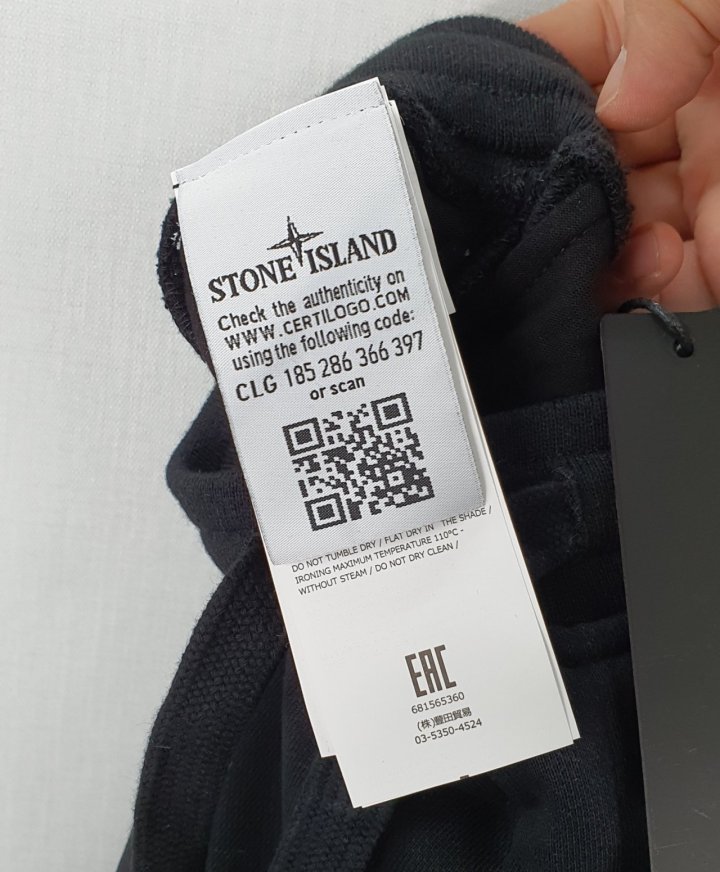 STONE ISLAND
Check the authenticity on
WWW.CERTILOGO.COM
using the following code:
CLG 185 286 366 397
or scan
DO NOT TUMBLE DRY / FLAT DRY IN THE SHADE /
IRONING MAXIMUM TEMPERATURE 110°C -
WITHOUT STEAM / DO NOT DRY CLEAN /
EAC
681565360
(株)豊田貿易
03-5350-4524